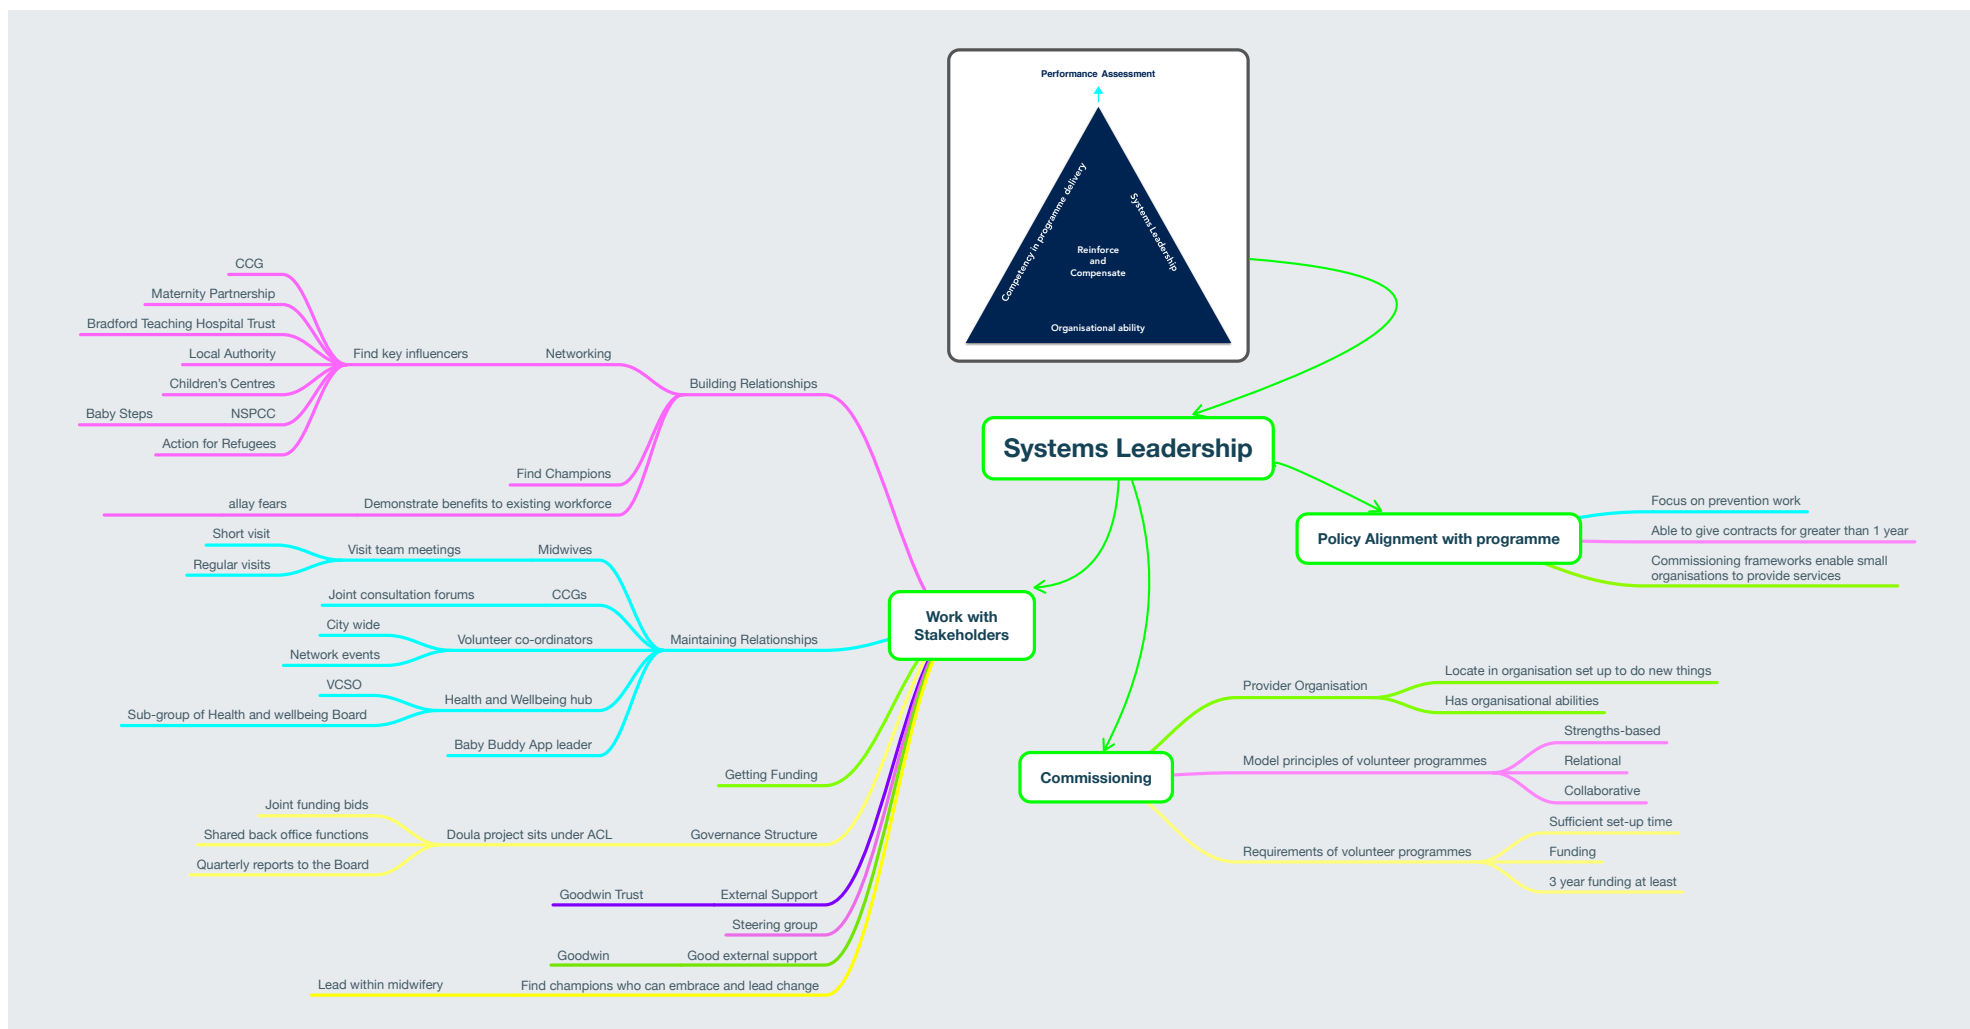 Performance Assessment
Competency in programme delivery
Systems Leadership
Reinforce
and
Compensate
Organisational ability
Systems Leadership
Policy Alignment with programme
Focus on prevention work
Able to give contracts for greater than 1 year
Commissioning frameworks enable small
organisations to provide services
Commissioning
Provider Organisation
Locate in organisation set up to do new things
Has organisational abilities
Model principles of volunteer programmes
Strengths-based
Relational
Collaborative
Requirements of volunteer programmes
Sufficient set-up time
Funding
3 year funding at least
Work with
Stakeholders
Building Relationships
Networking
Find key influencers
CCG
Maternity Partnership
Bradford Teaching Hospital Trust
Local Authority
Children's Centres
NSPCC
Baby Steps
Action for Refugees
Find Champions
Demonstrate benefits to existing workforce
allay fears
Maintaining Relationships
Midwives
Visit team meetings
Short visit
Regular visits
CCGs
Joint consultation forums
Volunteer co-ordinators
City wide
Network events
Health and Wellbeing hub
VCSO
Sub-group of Health and wellbeing Board
Baby Buddy App leader
Getting Funding
Governance Structure
Doula project sits under ACL
Joint funding bids
Shared back office functions
Quarterly reports to the Board
External Support
Goodwin Trust
Steering group
Good external support
Goodwin
Find champions who can embrace and lead change
Lead within midwifery